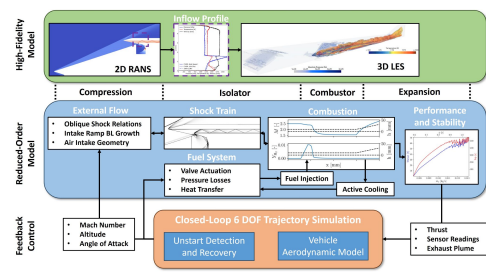 High-Fidelity
Model
2D RANS
Inflow Profile
3D LES
Compression
Isolator
Combustor
Expansion
Reduced-Order
Model
External Flow
• Oblique Shock Relations
• Intake Ramp BL Growth
• Air Intake Geometry
Shock Train
Fuel System
• Valve Actuation
• Pressure Losses
• Heat Transfer
Combustion
x [mm]
Fuel Injection
Active Cooling
Performance
and Stability
Feedback
Control
• Mach Number
• Altitude
• Angle of Attack
Closed-Loop 6 DOF Trajectory Simulation
Unstart Detection
and Recovery
Vehicle
Aerodynamic Model
• Thrust
• Sensor Readings
• Exhaust Plume